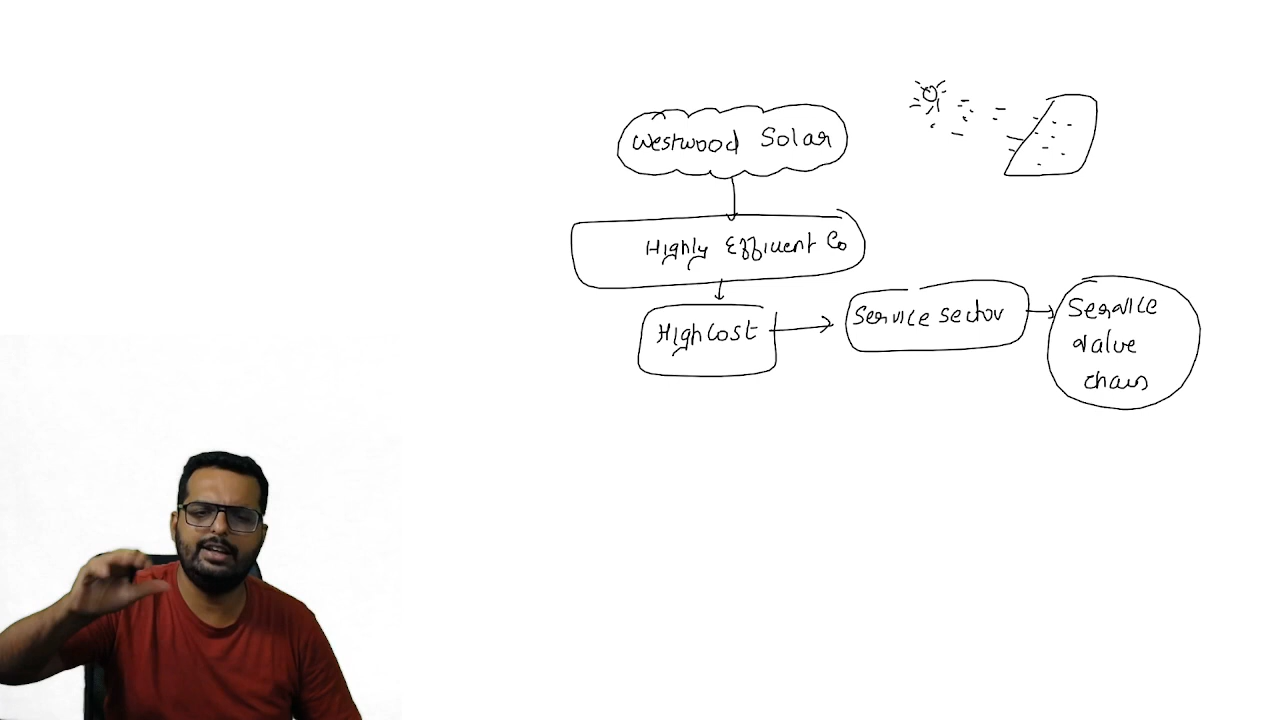 Westwood Solar
Highly Efficient Co
High Cost
Service Sector
Service
Value
chain